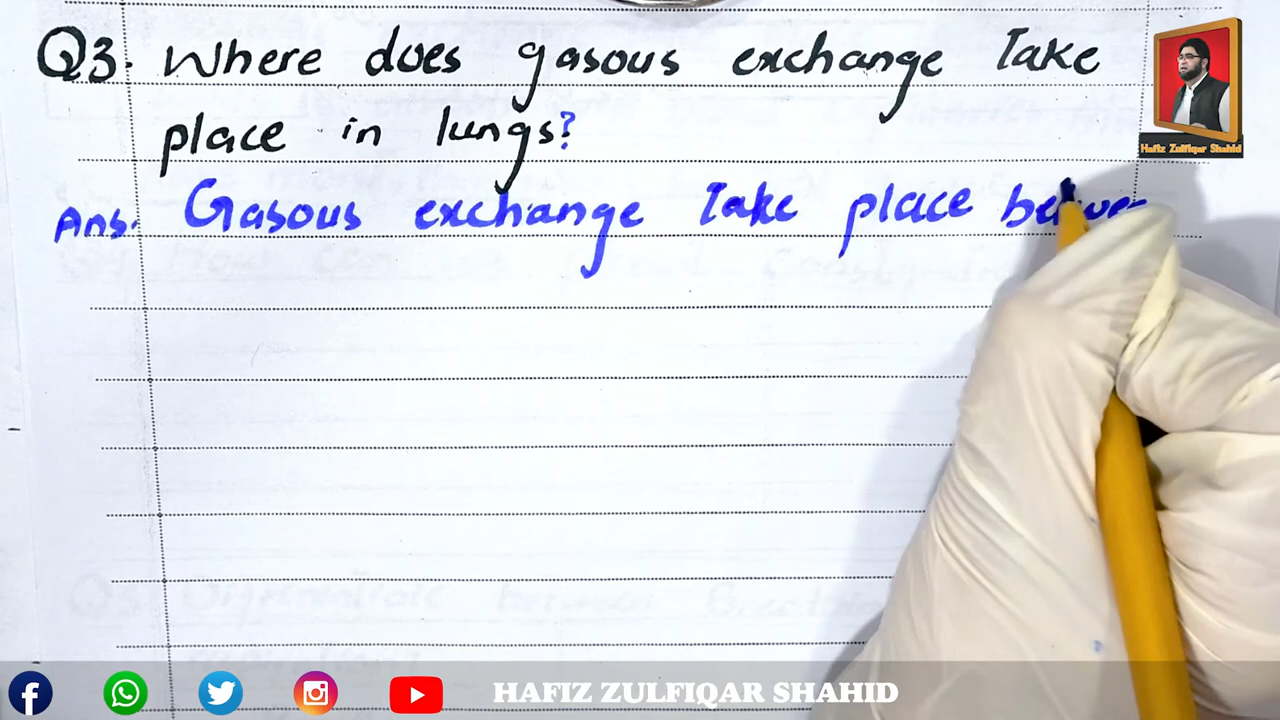 Q3. Where does gasous exchange Take
place in lungs?
Ans. Gasous exchange Take place
Hafiz Zulfiqar Shahid
HAFIZ ZULFIQAR SHAHID